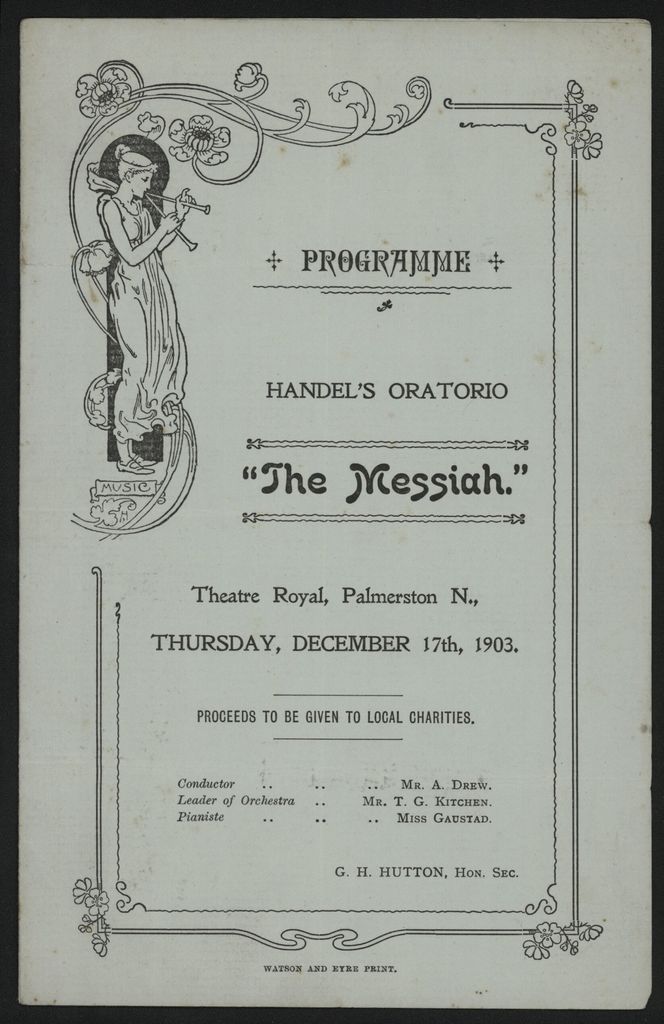 MUSIC
PROGRAMME
HANDEL'S ORATORIO
"The Messiah."
Theatre Royal, Palmerston N.,
THURSDAY, DECEMBER 17th, 1903.
PROCEEDS TO BE GIVEN TO LOCAL CHARITIES.
Conductor .. .. .. MR. A. DREW.
Leader of Orchestra .. MR. T. G. KITCHEN.
Pianiste .. .. .. MISS GAUSTAD.
G. H. HUTTON, HON. SEC.
WATSON AND EYRE PRINT.